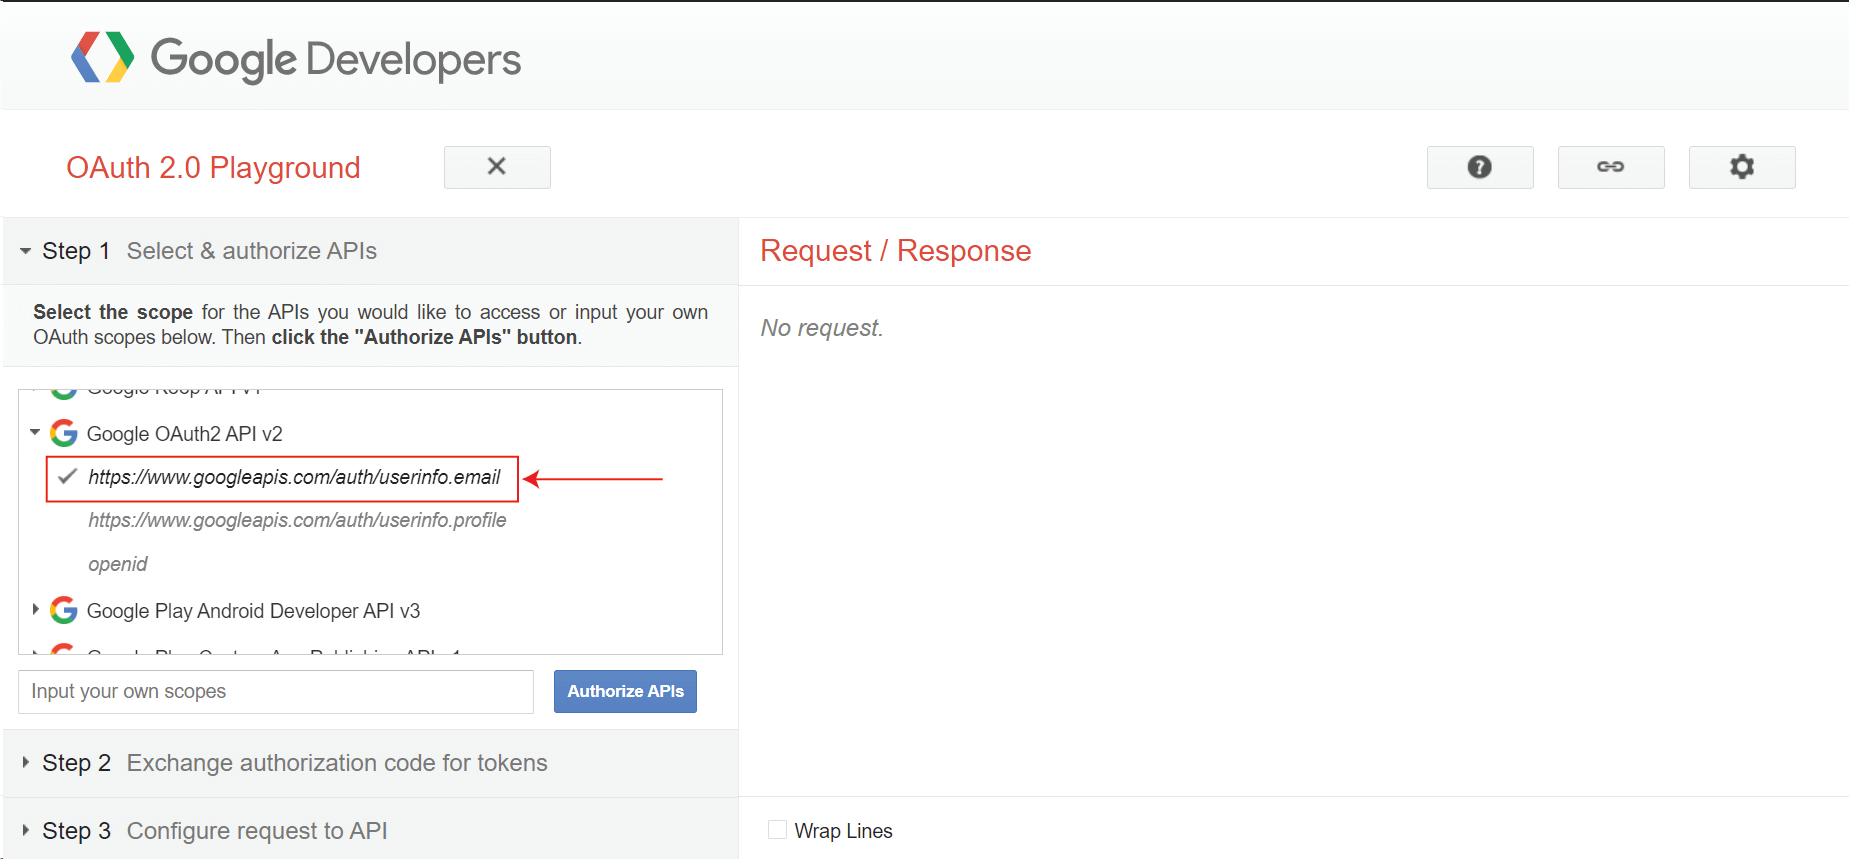 Google Developers
OAuth 2.0 Playground
Step 1 Select & authorize APIs
Select the scope for the APIs you would like to access or input your own
OAuth scopes below. Then click the "Authorize APIs" button.
Google Keep API v1
Google OAuth2 API v2
https://www.googleapis.com/auth/userinfo.email
https://www.googleapis.com/auth/userinfo.profile
openid
Google Play Android Developer API v3
Input your own scopes
Authorize APIs
Step 2 Exchange authorization code for tokens
Step 3 Configure request to API
Request / Response
No request.
Wrap Lines